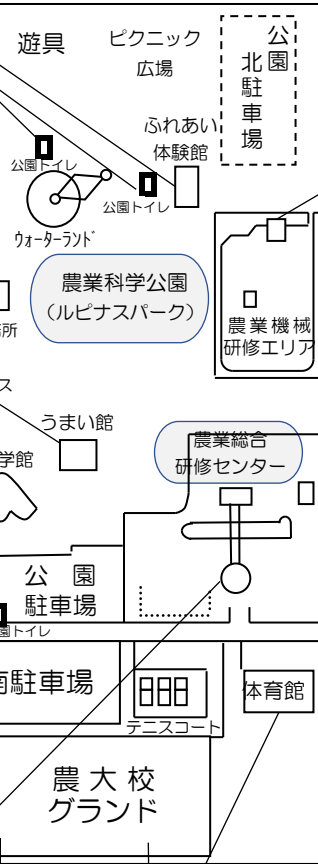 遊具
ピクニック
広場
公園
北駐車場
ふれあい
体験館
公園トイレ
公園トイレ
ウォーターランド
農業科学公園
(ルピナスパーク)
農業機械
研修エリア
所
ス
うまい館
農業総合
研修センター
学館
公園
駐車場
園トイレ
南駐車場
テニスコート
体育館
農大校
グランド